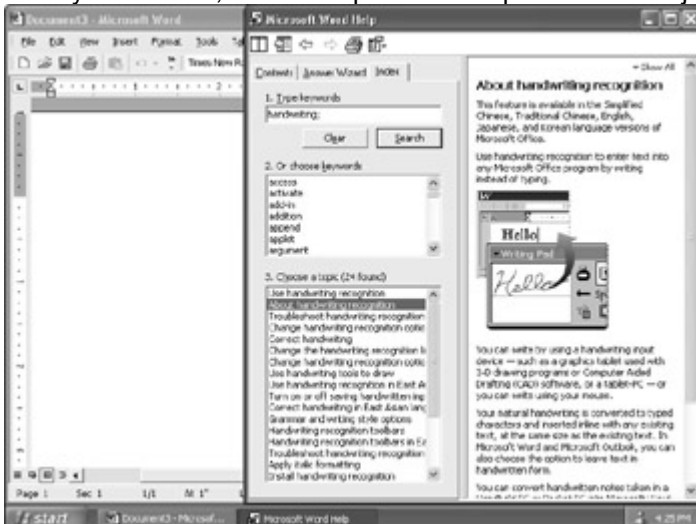 Document3 - Microsoft Word
File Edit View Insert Format Tools
Times New R
Page 1 Sec 1 1/1 At 1"
Microsoft Word Help
Contents Answer Wizard Index
1. Type keywords
handwriting;
Clear Search
2. Or choose keywords
access
activate
add-in
addition
append
applet
argument
3. Choose a topic (24 found)
Use handwriting recognition
About handwriting recognition
Troubleshoot handwriting recognition
Change handwriting recognition optio
Correct handwriting
Change the handwriting recognition l
Change handwriting recognition optio
Use handwriting tools to draw
Use handwriting recognition in East A
Turn on or off saving handwritten ing
Correct handwriting in East Asian lang
Grammar and writing style options
Handwriting recognition toolbars
Handwriting recognition toolbars in Ea
Troubleshoot handwriting recognition
Apply italic formatting
Install handwriting recognition
Show All
About handwriting recognition
This feature is available in the Simplified
Chinese, Traditional Chinese, English,
Japanese, and Korean language versions of
Microsoft Office.
Use handwriting recognition to enter text into
any Microsoft Office program by writing
instead of typing.
Hello
Writing Pad
Hello
You can write by using a handwriting input
device — such as a graphics tablet used with
3-D drawing programs or Computer Aided
Drafting (CAD) software, or a tablet-PC — or
you can write using your mouse.
Your natural handwriting is converted to typed
characters and inserted inline with any existing
text, at the same size as the existing text. In
Microsoft Word and Microsoft Outlook, you can
also choose the option to leave text in
handwritten form.
You can convert handwritten notes taken in a
start Document3 - Microsof... Microsoft Word Help 4:25 PM